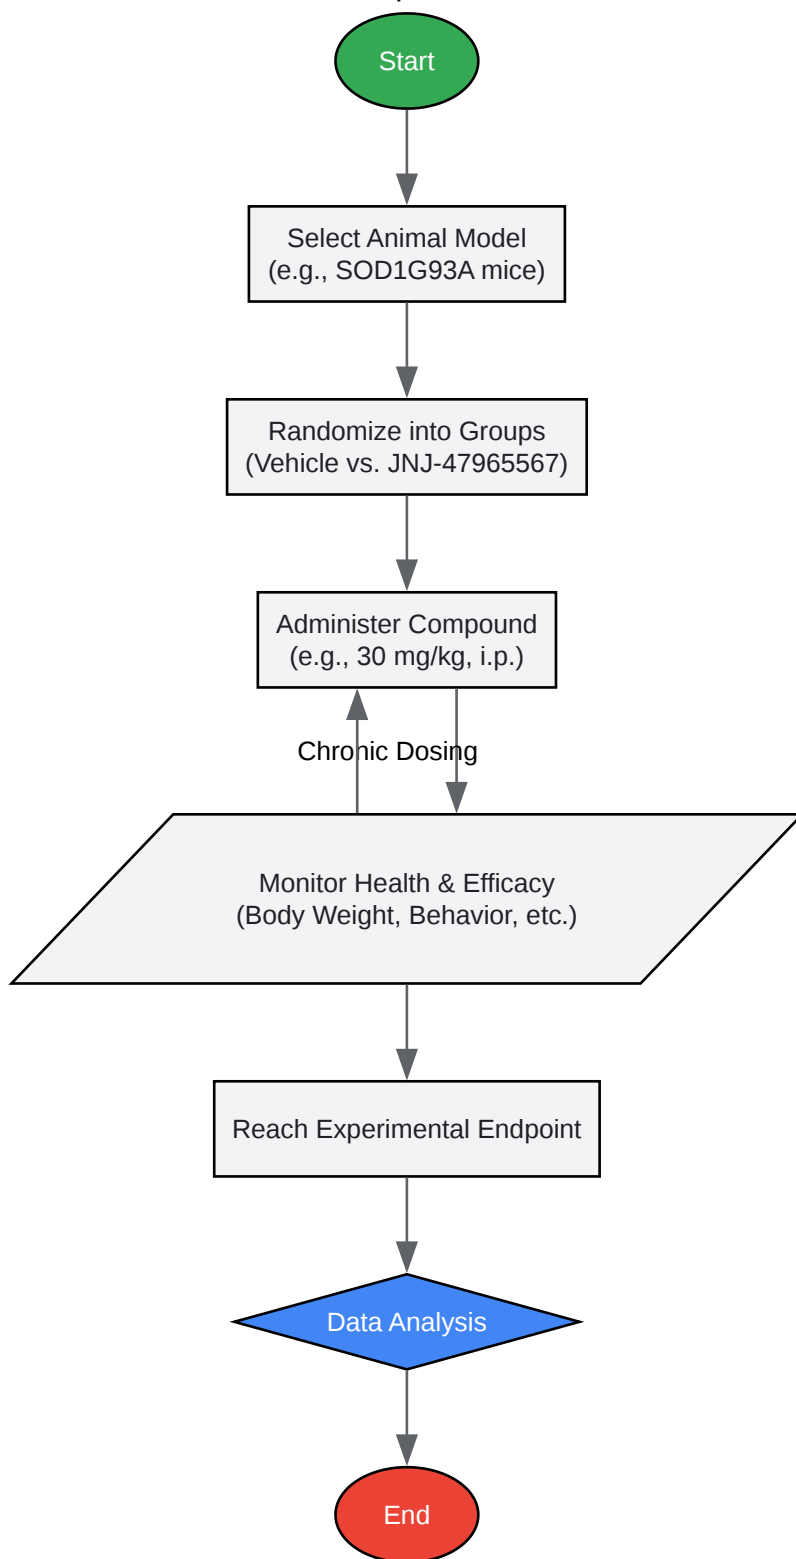 Start
Select Animal Model
(e.g., SOD1G93A mice)
Randomize into Groups
(Vehicle vs. JNJ-47965567)
Administer Compound
(e.g., 30 mg/kg, i.p.)
Chronic Dosing
Monitor Health & Efficacy
(Body Weight, Behavior, etc.)
Reach Experimental Endpoint
Data Analysis
End